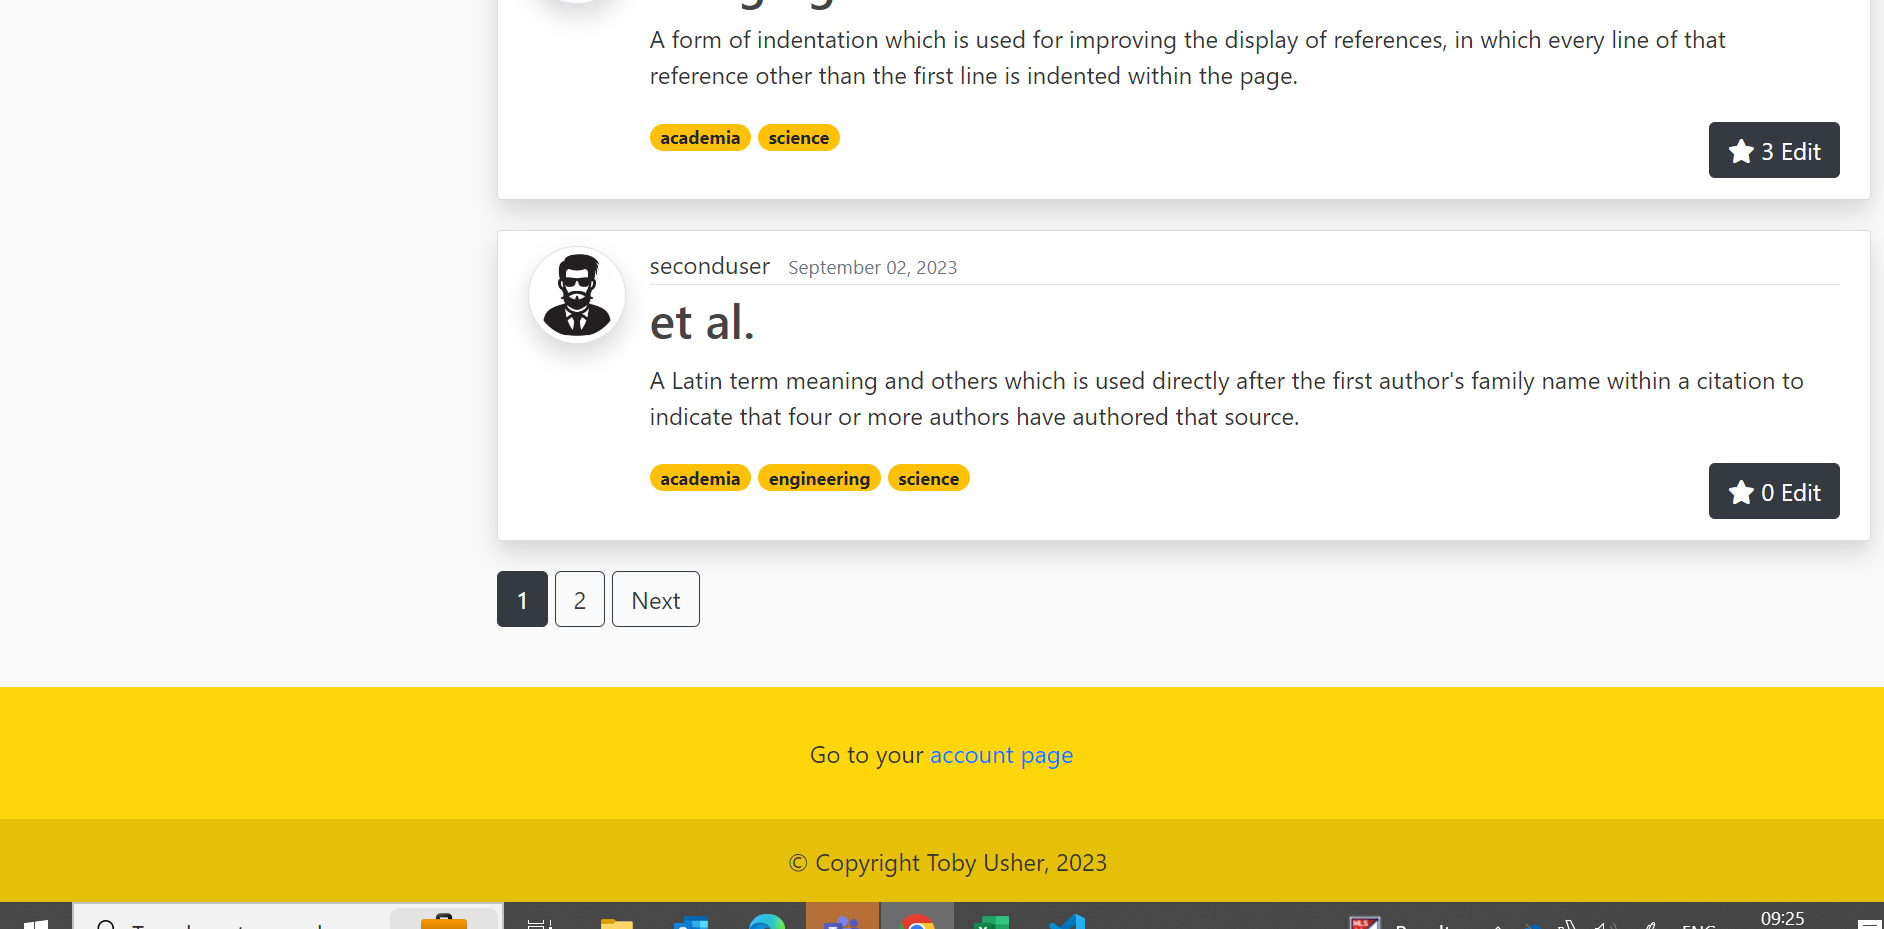 A form of indentation which is used for improving the display of references, in which every line of that
reference other than the first line is indented within the page.
academia science
3 Edit
seconduser September 02, 2023
et al.
A Latin term meaning and others which is used directly after the first author's family name within a citation to
indicate that four or more authors have authored that source.
academia engineering science
0 Edit
1 2 Next
Go to your account page
© Copyright Toby Usher, 2023
09:25